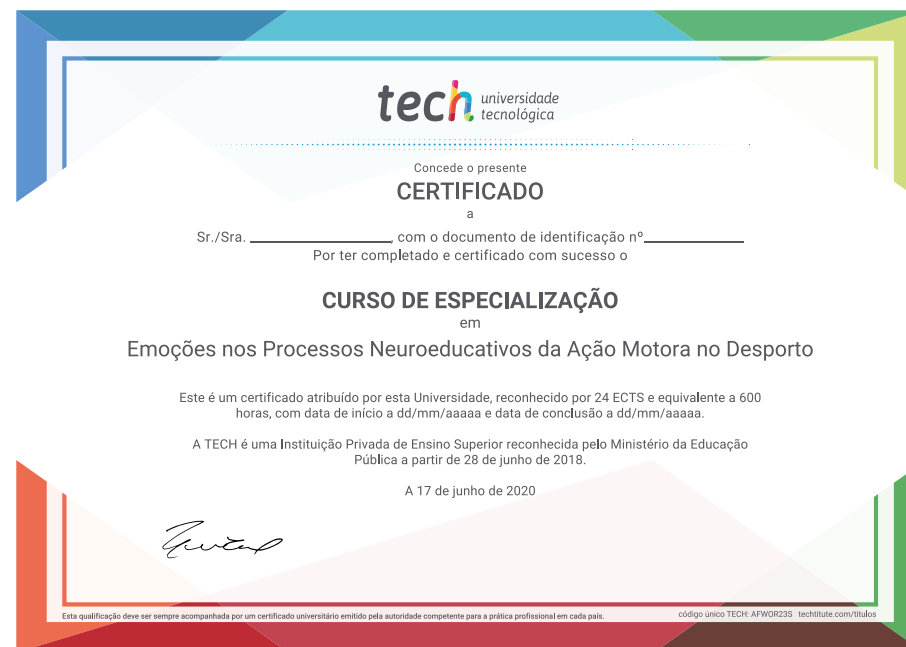 tech universidade
tecnológica
Concede o presente
CERTIFICADO
a
Sr./Sra. ________________, com o documento de identificação nº____________
Por ter completado e certificado com sucesso o
CURSO DE ESPECIALIZAÇÃO
em
Emoções nos Processos Neuroeducativos da Ação Motora no Desporto
Este é um certificado atribuído por esta Universidade, reconhecido por 24 ECTS e equivalente a 600
horas, com data de início a dd/mm/aaaaa e data de conclusão a dd/mm/aaaaa.
A TECH é uma Instituição Privada de Ensino Superior reconhecida pelo Ministério da Educação
Pública a partir de 28 de junho de 2018.
A 17 de junho de 2020
Esta qualificação deve ser sempre acompanhada por um certificado universitário emitido pela autoridade competente para a prática profissional em cada país.
código único TECH: AFWOR23S techtitute.com/titulos